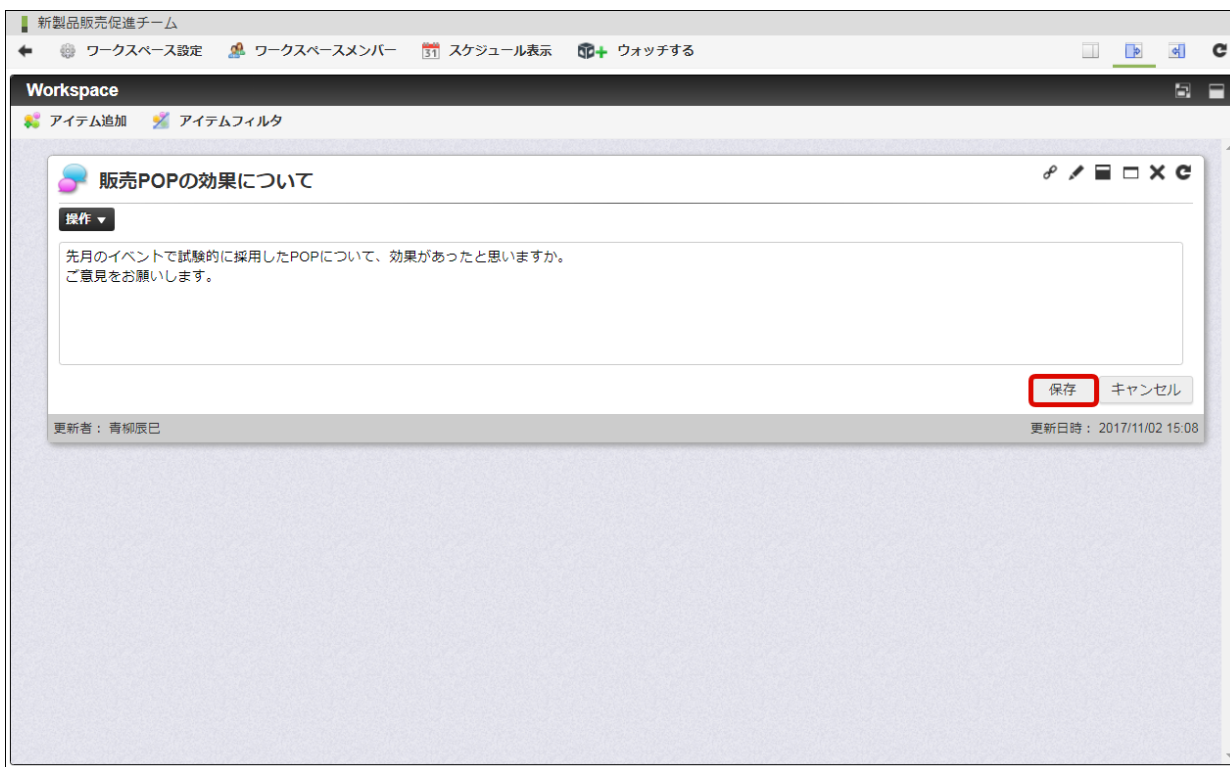 新製品販売促進チーム
ワークスペース設定 ワークスペースメンバー 31 スケジュール表示 ウォッチする
Workspace
アイテム追加 アイテムフィルタ
販売POPの効果について
操作 ▼
先月のイベントで試験的に採用したPOPについて、効果があったと思いますか。
ご意見をお願いします。
保存 キャンセル
更新者： 青柳辰巳 更新日時： 2017/11/02 15:08